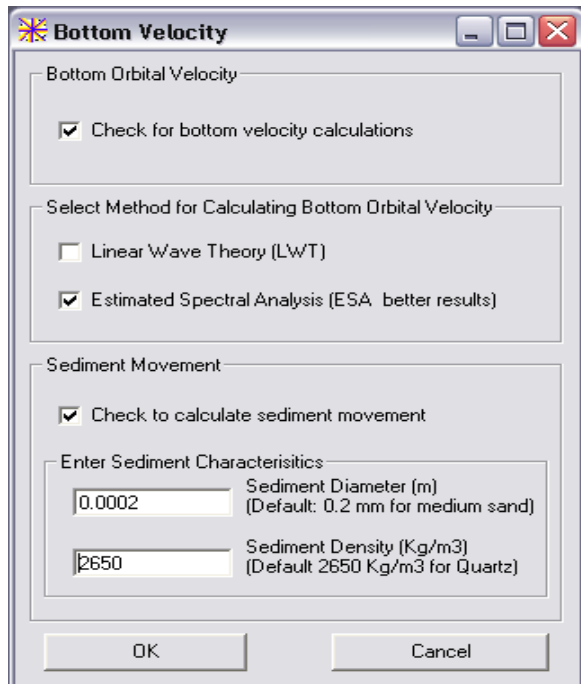 Bottom Velocity
Bottom Orbital Velocity
Check for bottom velocity calculations
Select Method for Calculating Bottom Orbital Velocity
Linear Wave Theory (LWT)
Estimated Spectral Analysis (ESA better results)
Sediment Movement
Check to calculate sediment movement
Enter Sediment Characterisitics
0.0002
Sediment Diameter (m)
(Default: 0.2 mm for medium sand)
2650
Sediment Density (Kg/m3)
(Default 2650 Kg/m3 for Quartz)
OK
Cancel